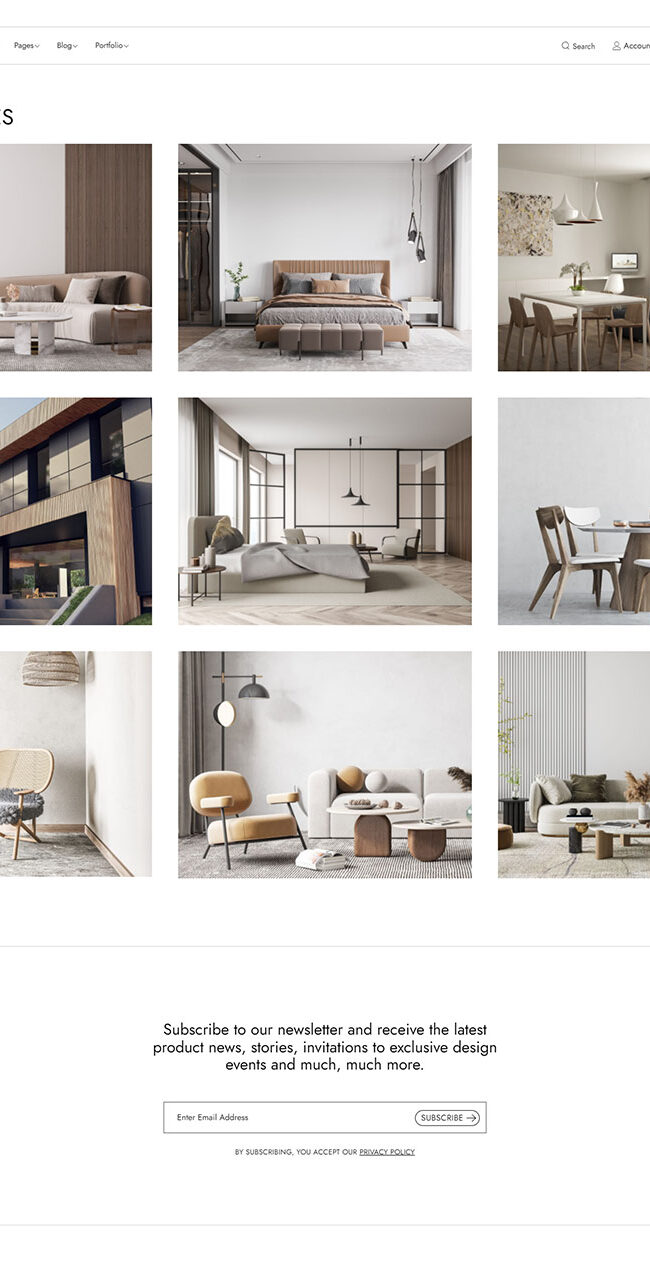 Pages Blog Portfolio Search Accoun
ES
Subscribe to our newsletter and receive the latest
product news, stories, invitations to exclusive design
events and much, much more.
Enter Email Address SUBSCRIBE
BY SUBSCRIBING, YOU ACCEPT OUR PRIVACY POLICY